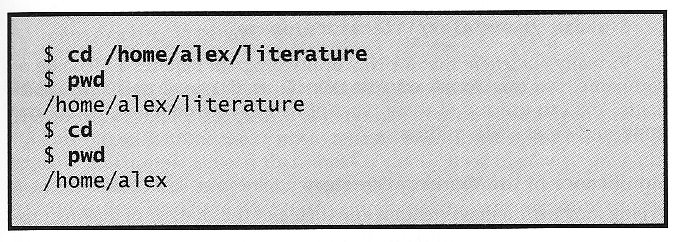 $ cd /home/alex/literature
$ pwd
/home/alex/literature
$ cd
$ pwd
/home/alex